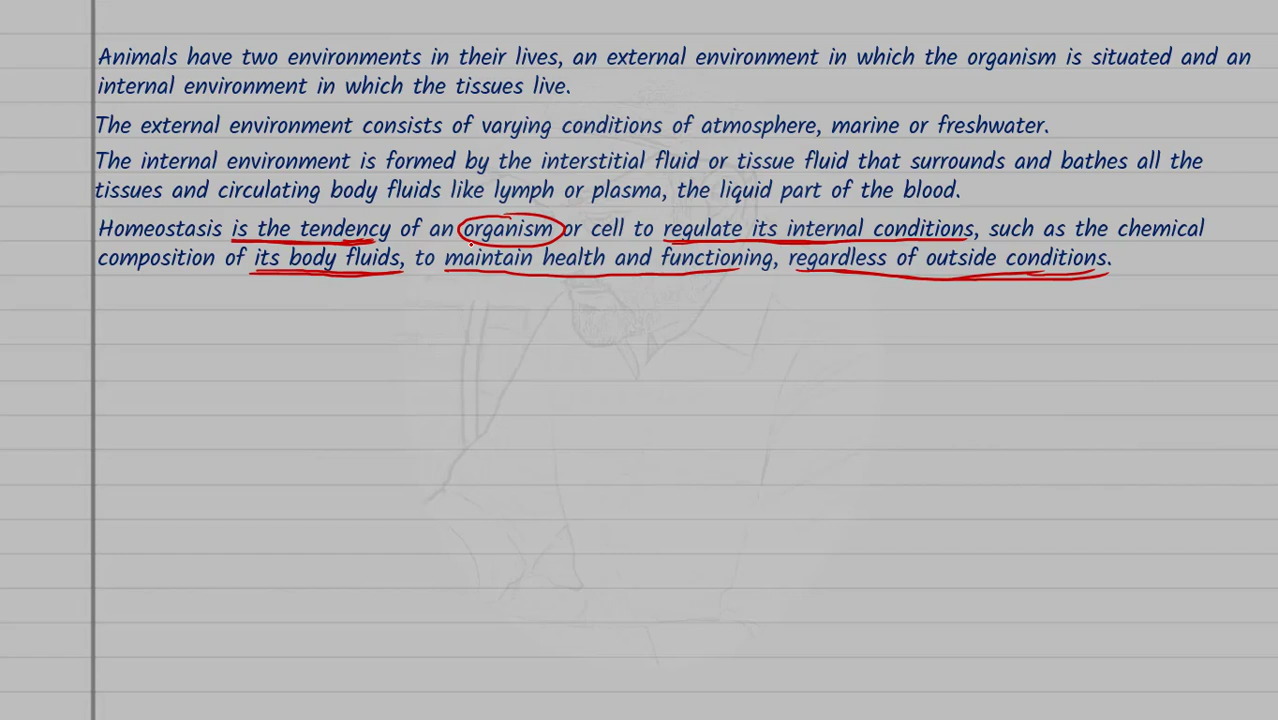 Animals have two environments in their lives, an external environment in which the organism is situated and an
internal environment in which the tissues live.
The external environment consists of varying conditions of atmosphere, marine or freshwater.
The internal environment is formed by the interstitial fluid or tissue fluid that surrounds and bathes all the
tissues and circulating body fluids like lymph or plasma, the liquid part of the blood.
Homeostasis is the tendency of an organism or cell to regulate its internal conditions, such as the chemical
composition of its body fluids, to maintain health and functioning, regardless of outside conditions.